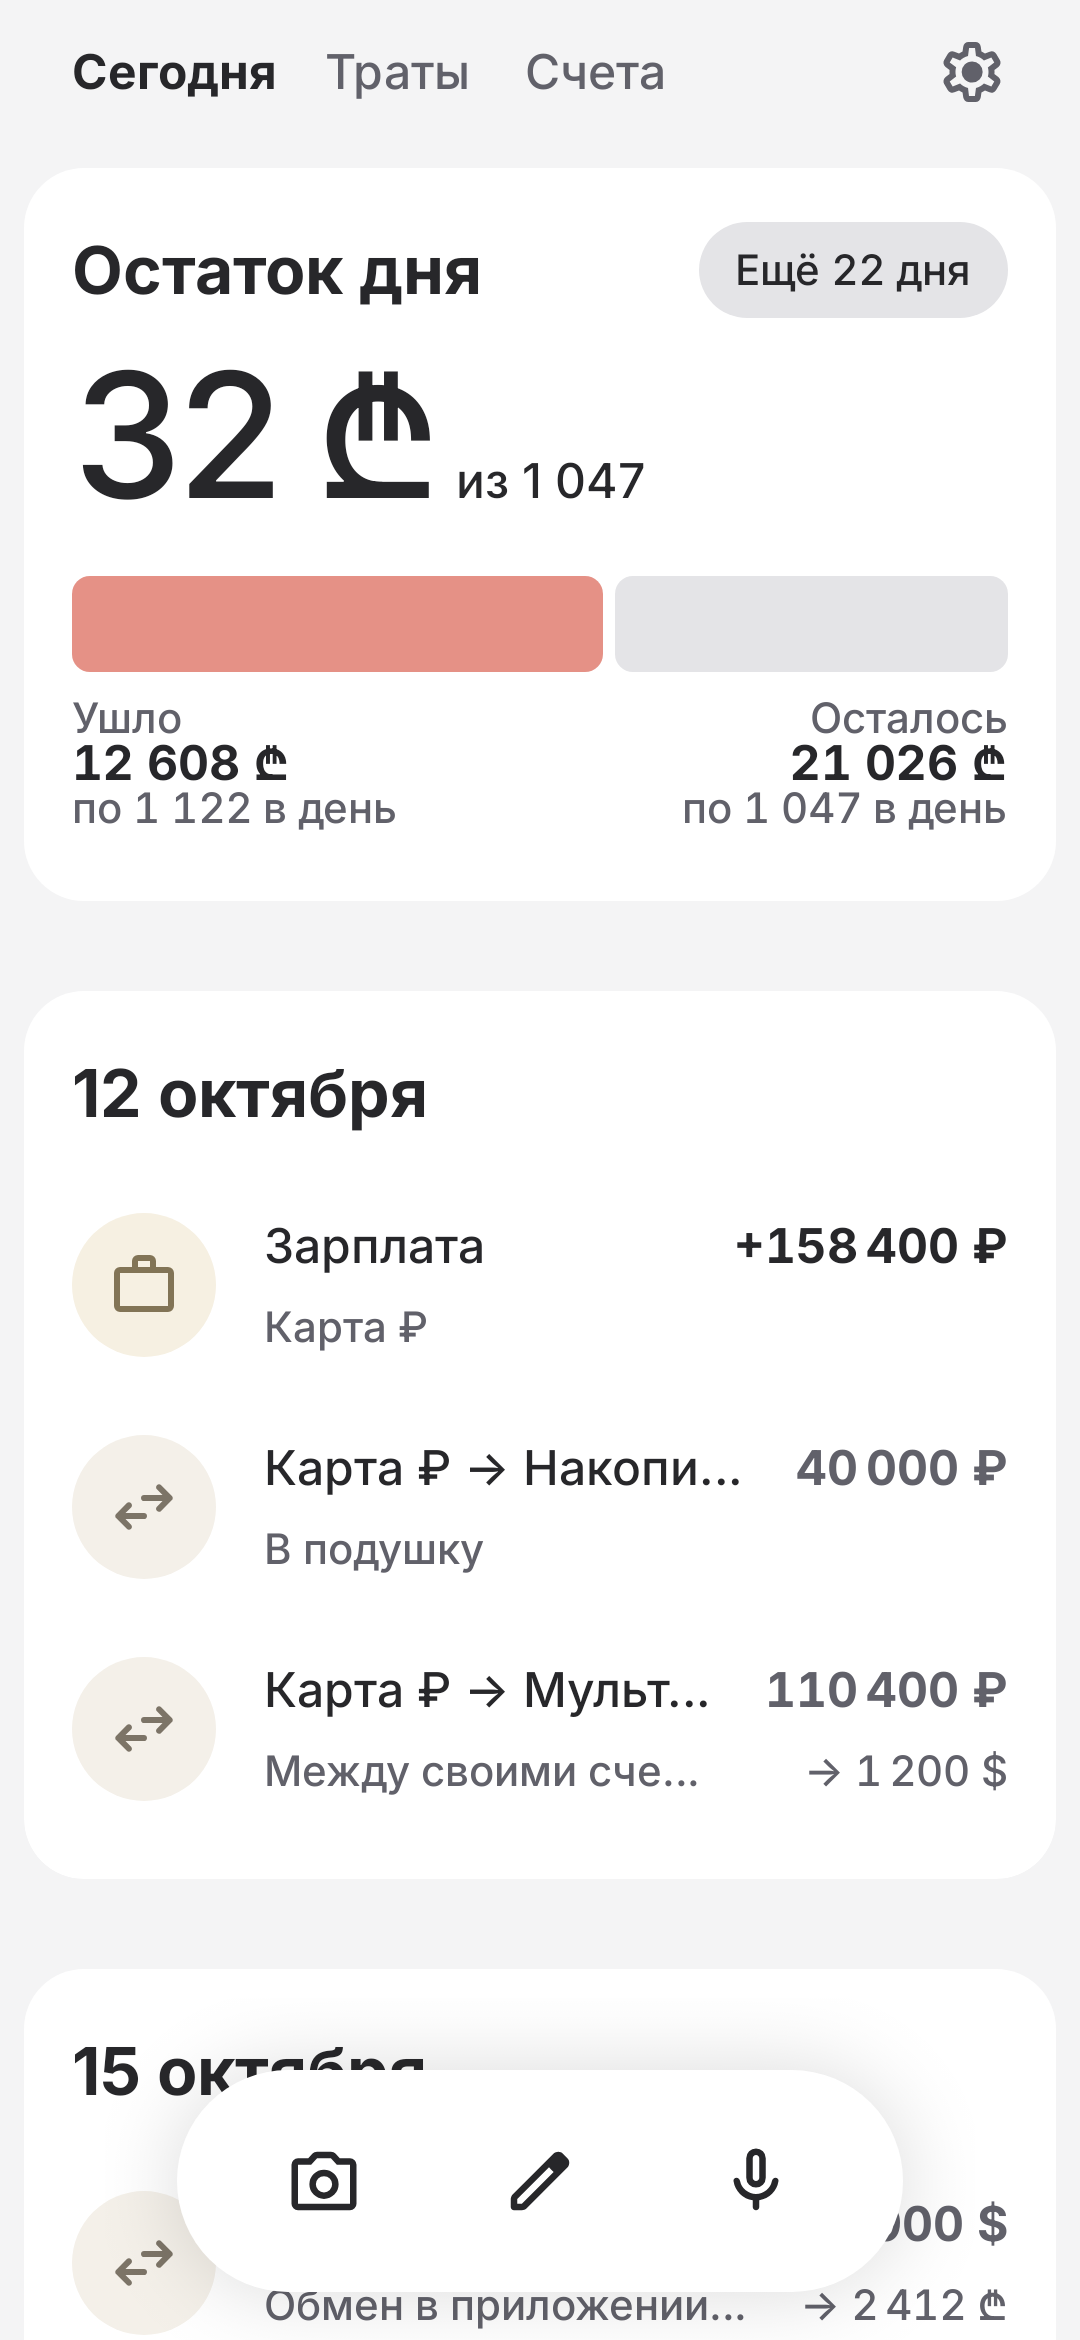 Сегодня Траты Счета
Остаток дня
Ещё 22 дня
32 ₾ из 1 047
Ушло Осталось
12 608 ₾ 21 026 ₾
по 1 122 в день по 1 047 в день
12 октября
Зарплата +158 400 ₽
Карта ₽
Карта ₽ → Накопи... 40 000 ₽
В подушку
Карта ₽ → Мульт... 110 400 ₽
Между своими сче... → 1 200 $
15 октября
$
Обмен в приложении... → 2 412 ₾